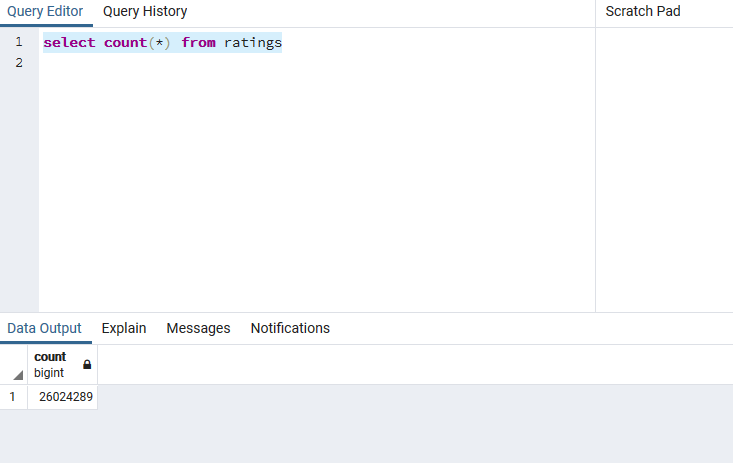 Query Editor Query History Scratch Pad
1 select count(*) from ratings
2
Data Output Explain Messages Notifications
count
bigint
1 26024289